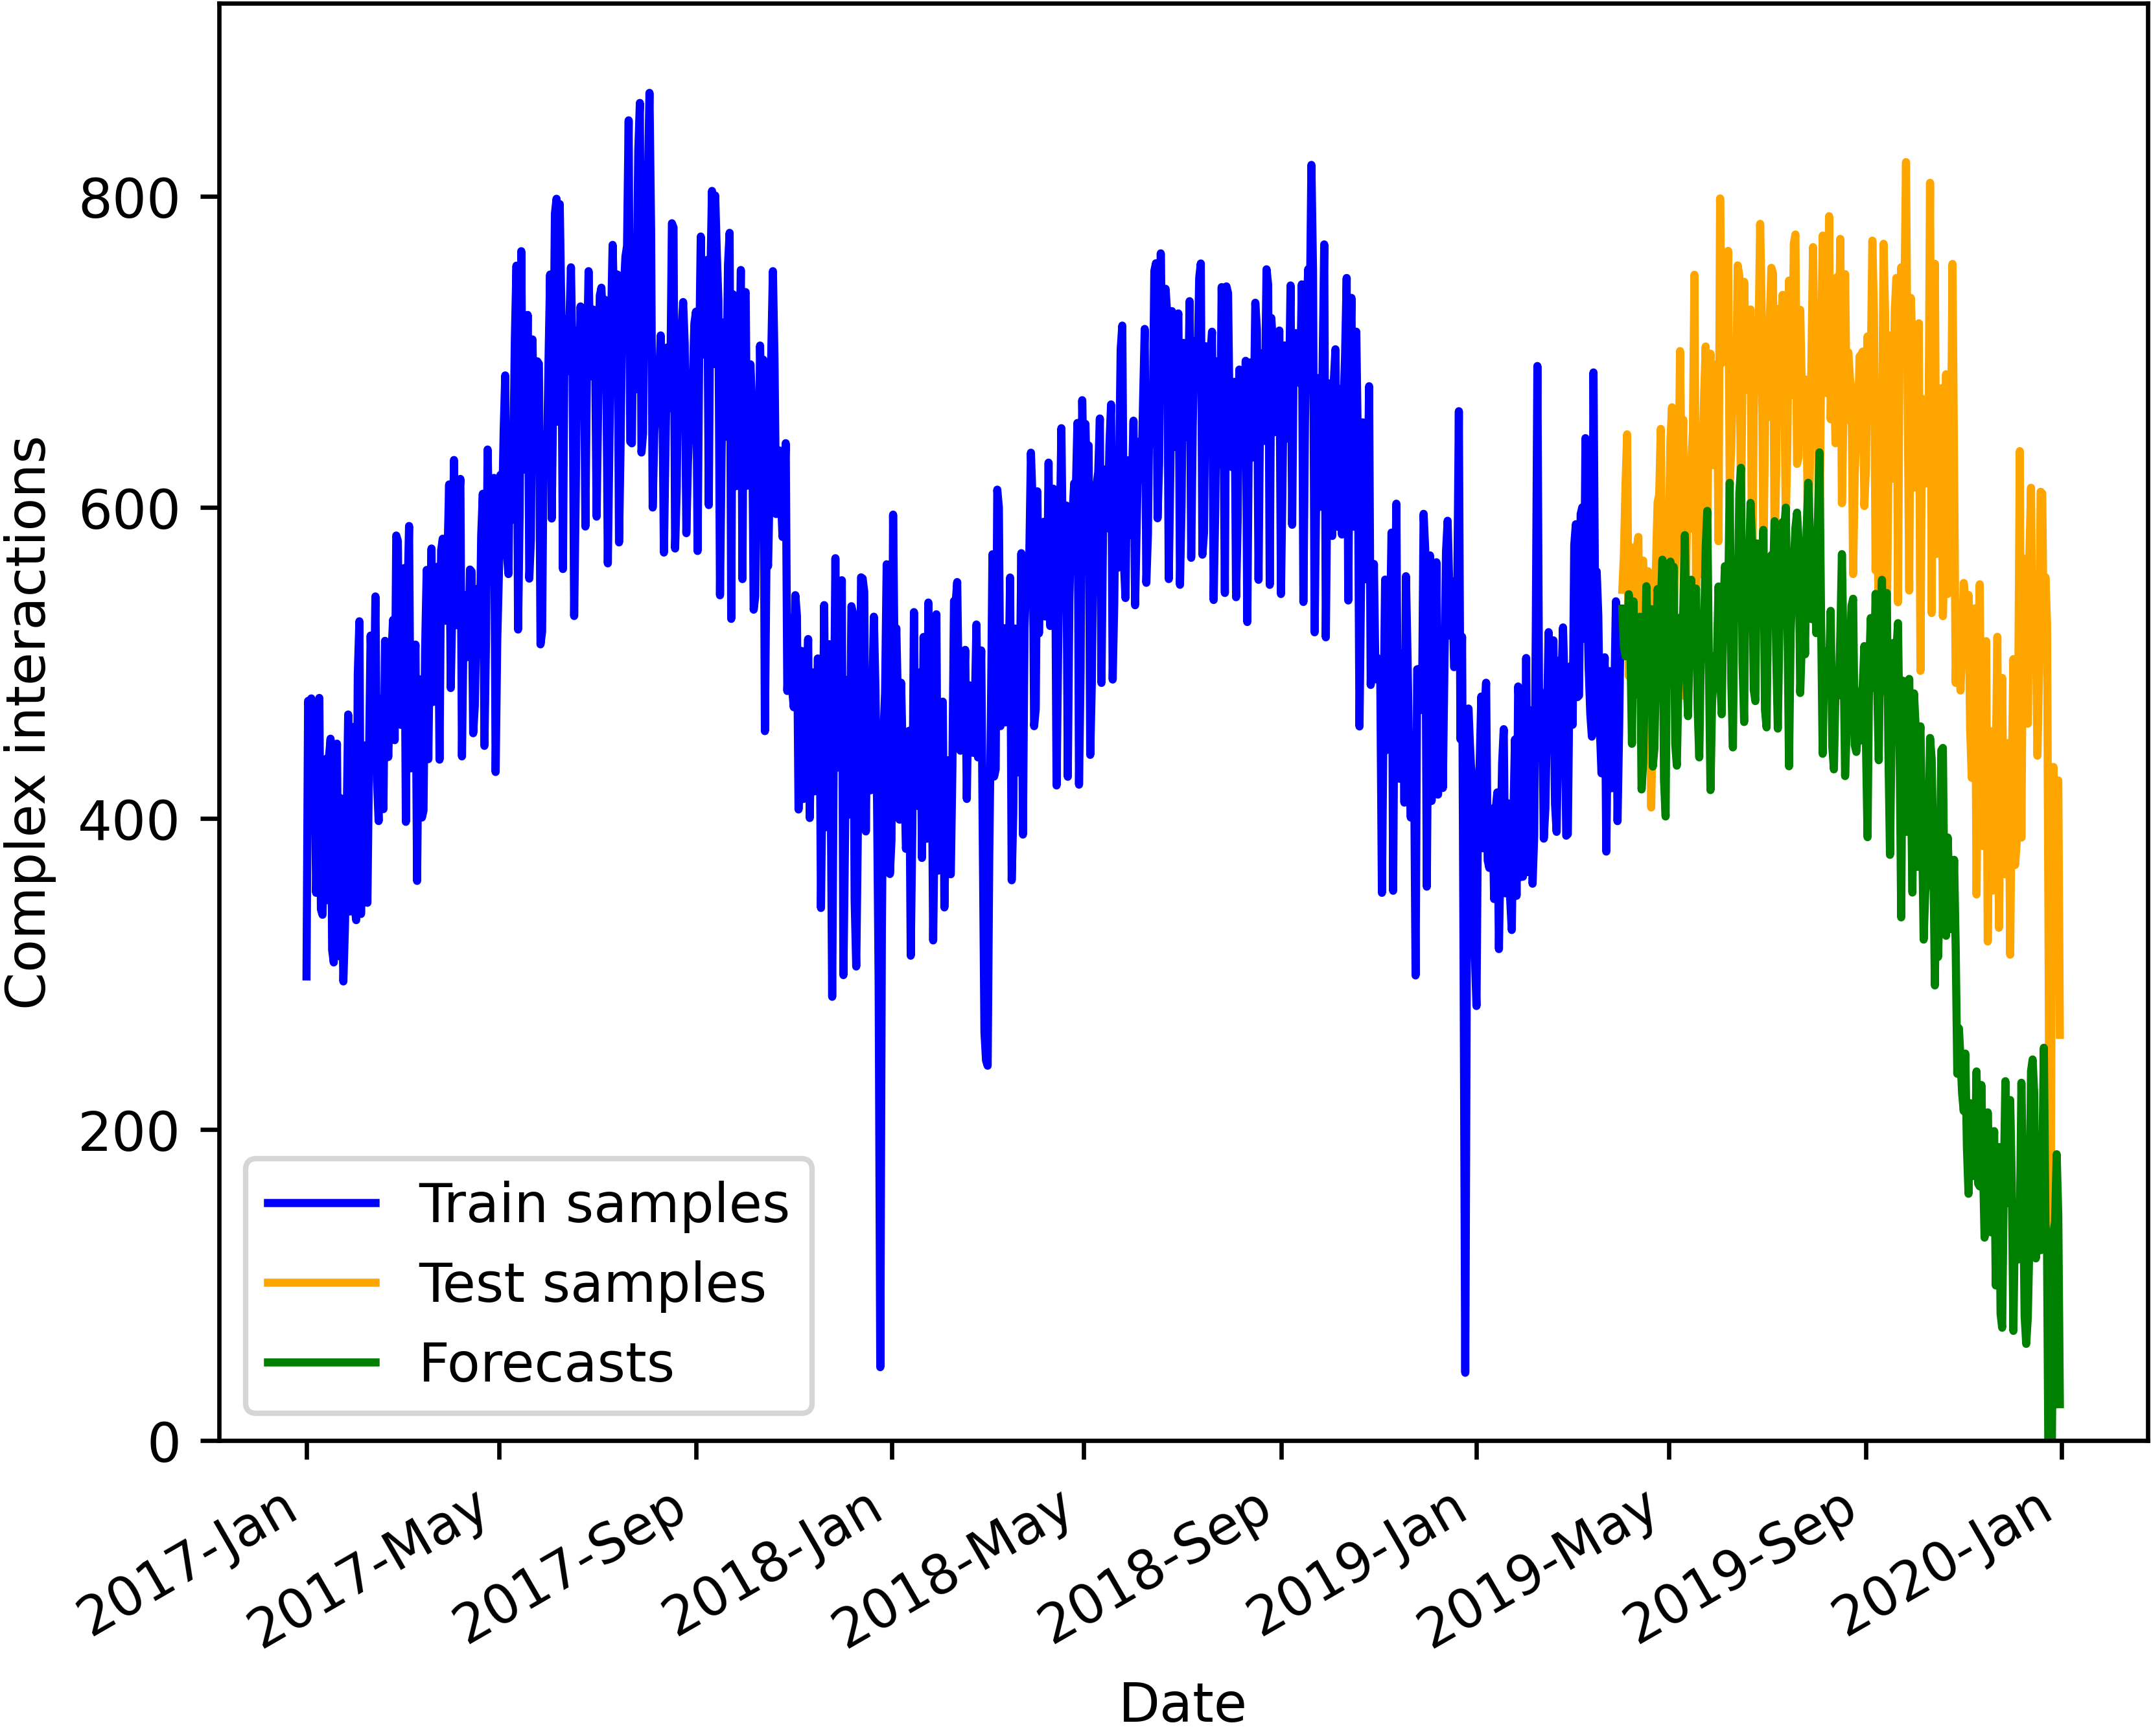 Complex interactions
800
600
400
200
0
Train samples
Test samples
Forecasts
2017-Jan
2017-May
2017-Sep
2018-Jan
2018-May
2018-Sep
2019-Jan
2019-May
2019-Sep
2020-Jan
Date